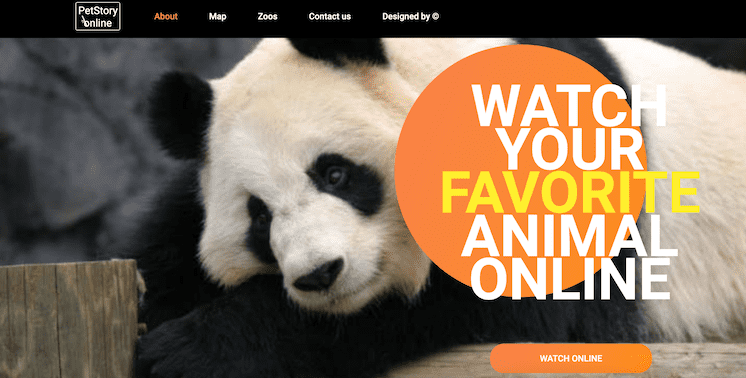 PetStory
online
About Map Zoos Contact us Designed by ©
WATCH
YOUR
FAVORITE
ANIMAL
ONLINE
WATCH ONLINE